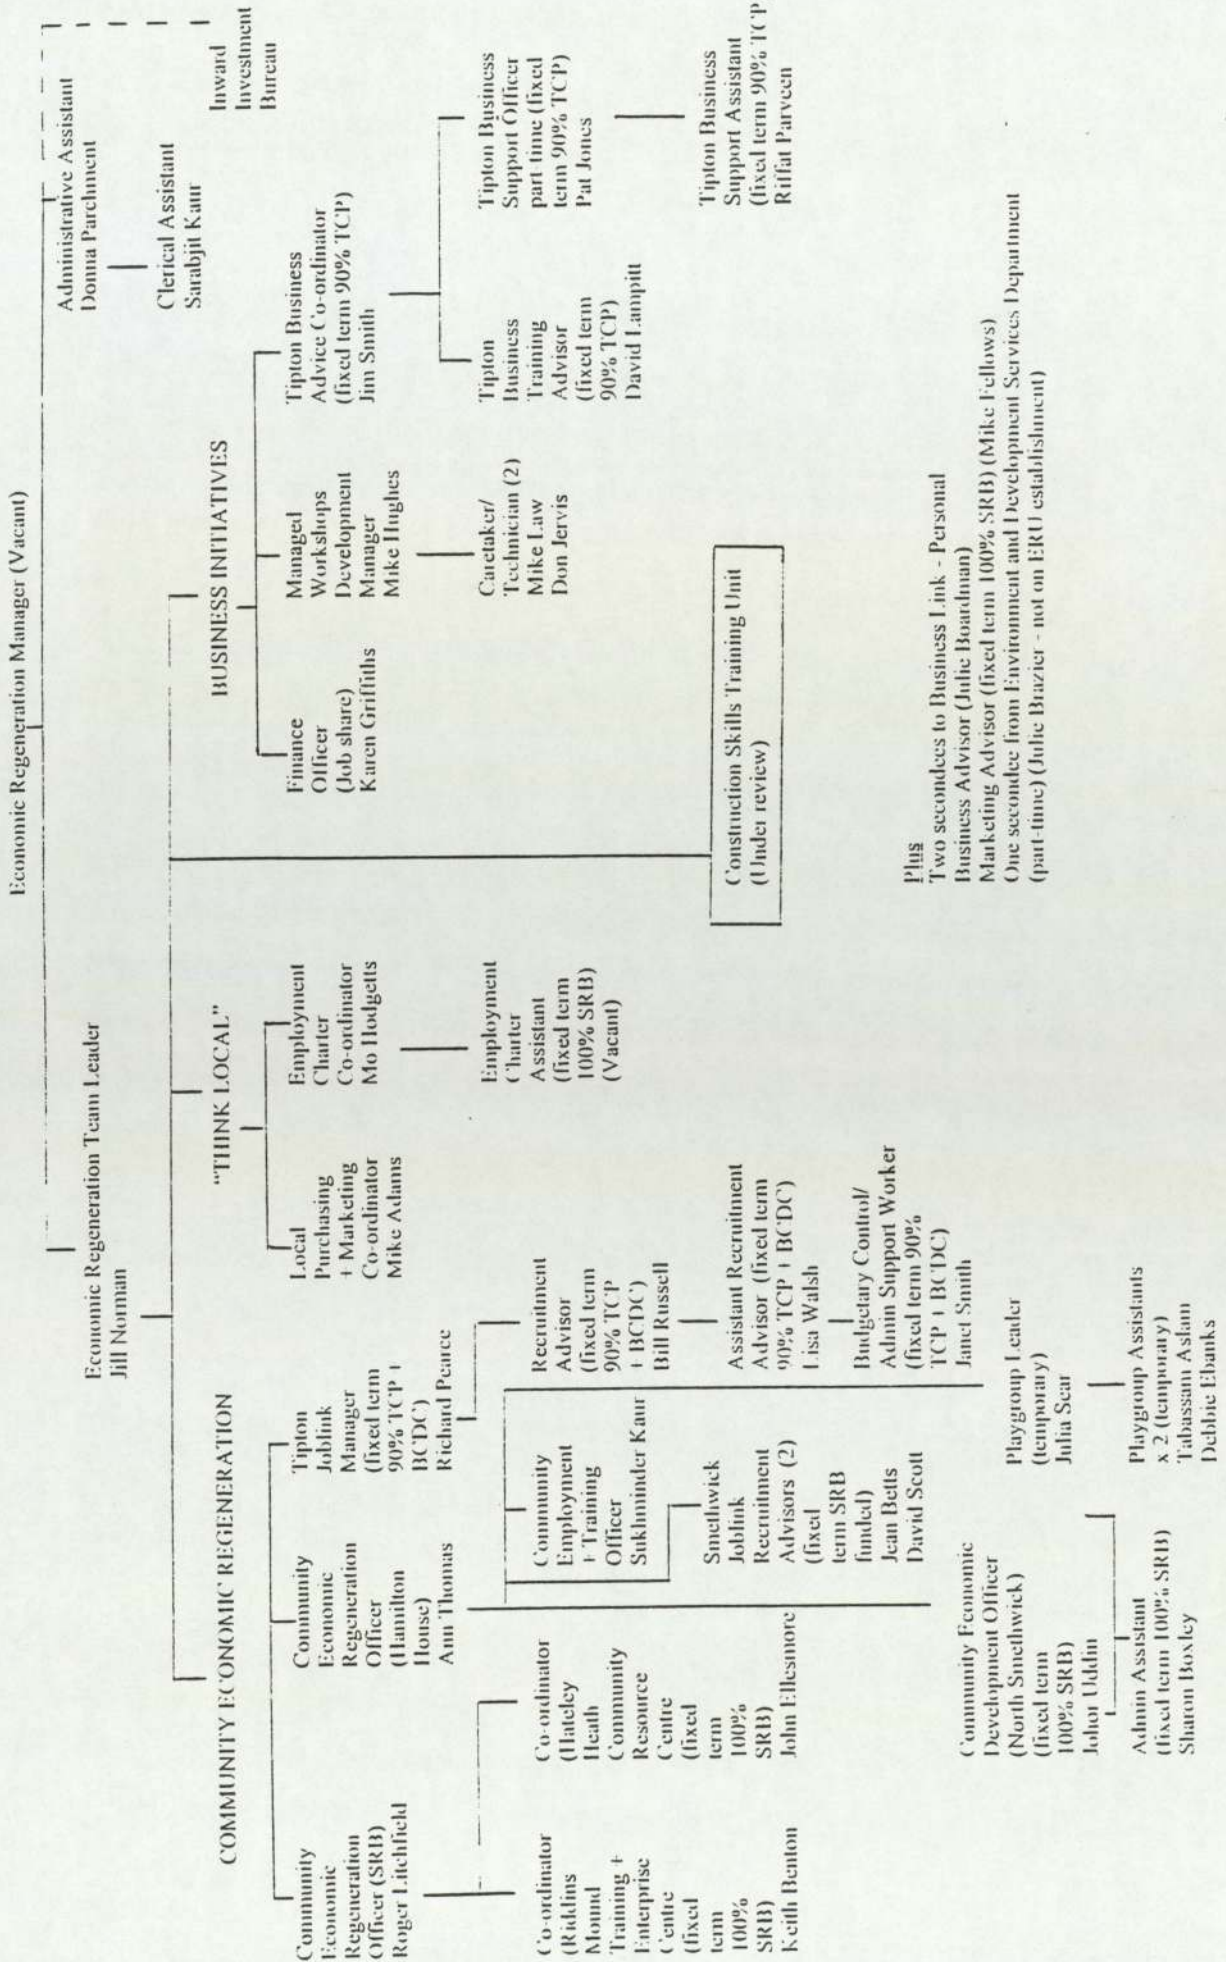 Economic Regeneration Manager (Vacant)
Economic Regeneration Team Leader
Jill Norman
Administrative Assistant
Donna Parchment
Clerical Assistant
Sarabjit Kaur
Inward
Investment
Bureau
COMMUNITY ECONOMIC REGENERATION
"THINK LOCAL"
BUSINESS INITIATIVES
Community
Economic
Regeneration
Officer (SRB)
Roger Litchfield
Community
Economic
Regeneration
Officer
(Hamilton
House)
Ann Thomas
Tipton
Joblink
Manager
(fixed term
90% TCP +
BCDC)
Richard Pearce
Local
Purchasing
+ Marketing
Co-ordinator
Mike Adams
Employment
Charter
Co-ordinator
Mo Hodgetts
Finance
Officer
(Job share)
Karen Griffiths
Managed
Workshops
Development
Manager
Mike Hughes
Tipton Business
Advice Co-ordinator
(fixed term 90% TCP)
Jim Smith
Co-ordinator
(Riddins
Mound
Training +
Enterprise
Centre
(fixed
term
100%
SRB)
Keith Benton
Co-ordinator
(Hateley
Heath
Community
Resource
Centre
(fixed
term
100%
SRB)
John Ellesmore
Community
Employment
+ Training
Officer
Sukhminder Kaur
Recruitment
Advisor
(fixed term
90% TCP
+ BCDC)
Bill Russell
Employment
Charter
Assistant
(fixed term
100% SRB)
(Vacant)
Caretaker/
Technician (2)
Mike Law
Don Jervis
Tipton
Business
Training
Advisor
(fixed term
90% TCP)
David Lampitt
Tipton Business
Support Officer
part-time (fixed
term 90% TCP)
Pat Jones
Smethwick
Joblink
Recruitment
Advisors (2)
(fixed
term SRB
funded)
Jean Betts
David Scott
Assistant Recruitment
Advisor (fixed term
90% TCP + BCDC)
Lisa Walsh
Construction Skills Training Unit
(Under review)
Tipton Business
Support Assistant
(fixed term 90% TCP
Riffat Parveen
Budgetary Control/
Admin Support Worker
(fixed term 90%
TCP + BCDC)
Janet Smith
Community Economic
Development Officer
(North Smethwick)
(fixed term
100% SRB)
Johor Uddin
Playgroup Leader
(temporary)
Julia Scar
Admin Assistant
(fixed term 100% SRB)
Sharon Boxley
Playgroup Assistants
x 2 (temporary)
Tabassam Aslam
Debbie Ebanks
Plus
Two secondees to Business Link - Personal
Business Advisor (Julie Boardman)
Marketing Advisor (fixed term 100% SRB) (Mike Fellows)
One secondee from Environment and Development Services Department
(part-time) (Julie Brazier - not on ERU establishment)